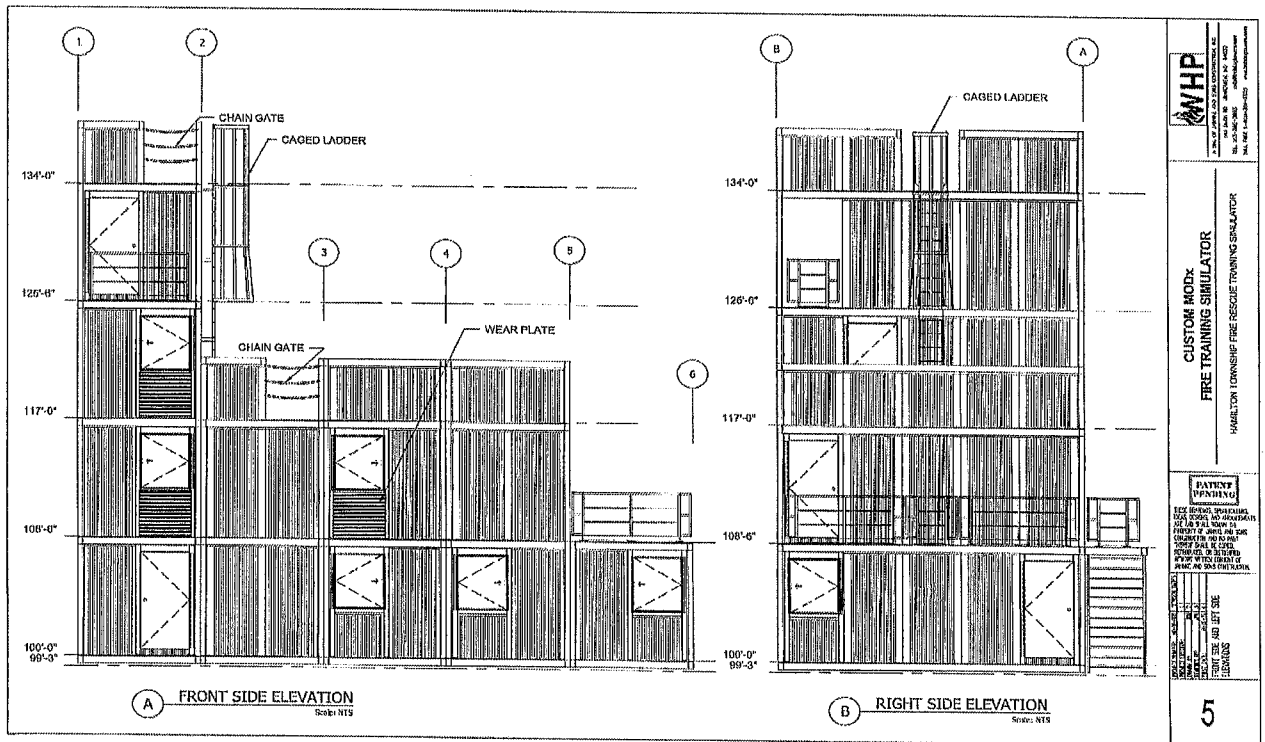 1
2
CHAIN GATE
CAGED LADDER
134'-0"
3
4
5
125'-6"
WEAR PLATE
CHAIN GATE
6
117'-0"
108'-6"
100'-0"
99'-3"
A
FRONT SIDE ELEVATION
Scale: NTS
B
A
CAGED LADDER
134'-0"
126'-0"
117'-0"
108'-6"
100'-0"
99'-3"
B
RIGHT SIDE ELEVATION
Scale: NTS
WHP
CUSTOM MODx
FIRE TRAINING SIMULATOR
HAMILTON TOWNSHIP FIRE RESCUE TRAINING SIMULATOR
PATENT
PENDING
FRONT SIDE AND LEFT SIDE
ELEVATIONS
5